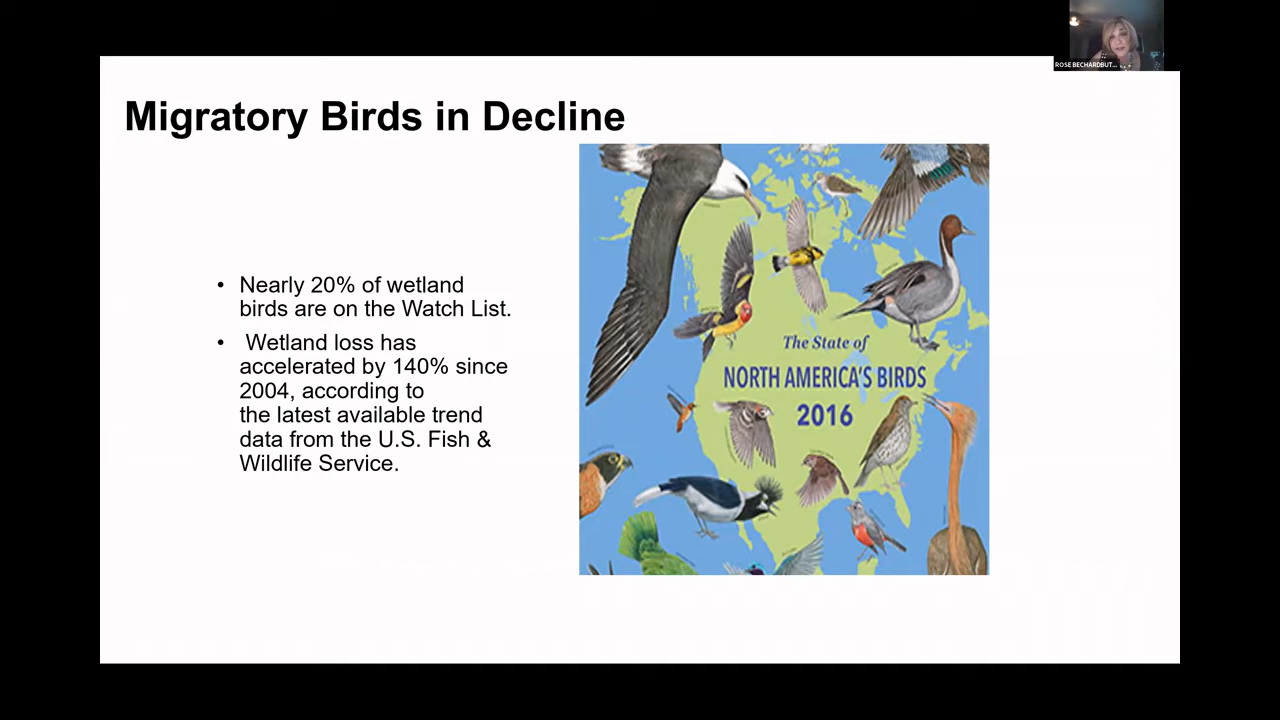 ROSE BECHARDBUT...
Migratory Birds in Decline
• Nearly 20% of wetland
birds are on the Watch List.
• Wetland loss has
accelerated by 140% since
2004, according to
the latest available trend
data from the U.S. Fish &
Wildlife Service.
The State of
NORTH AMERICA'S BIRDS
2016